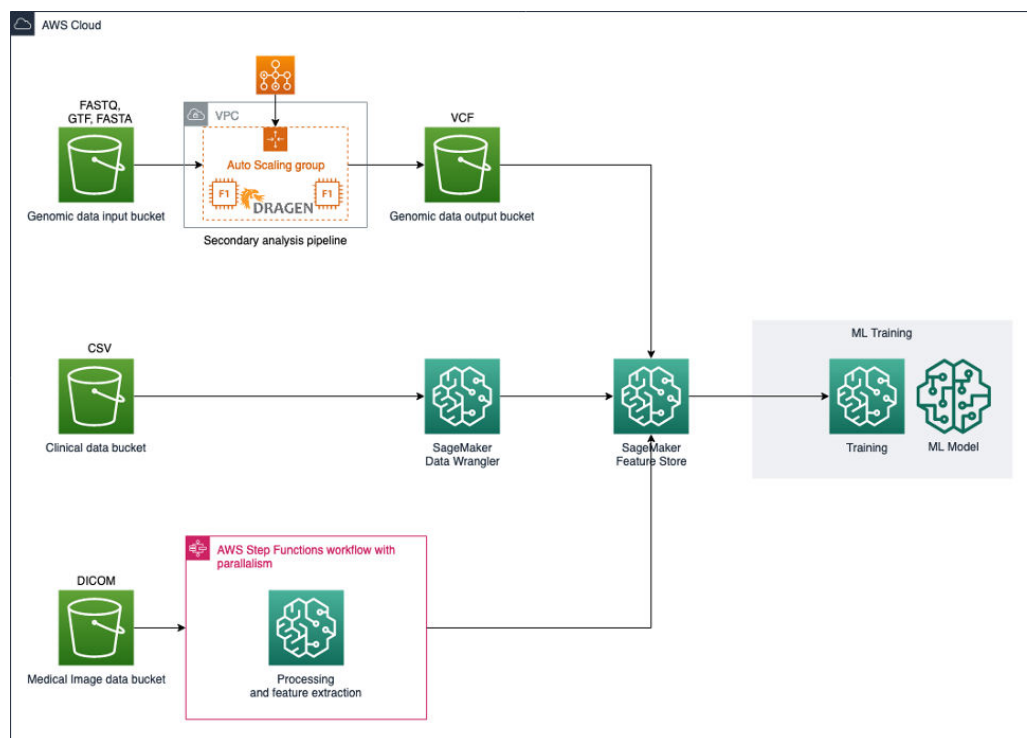 AWS Cloud
FASTQ,
GTF, FASTA
VPC
VCF
Auto Scaling group
F1
DRAGEN
F1
Genomic data input bucket
Genomic data output bucket
Secondary analysis pipeline
ML Training
CSV
Clinical data bucket
SageMaker
Data Wrangler
SageMaker
Feature Store
Training
ML Model
AWS Step Functions workflow with
parallalism
DICOM
Medical Image data bucket
Processing
and feature extraction